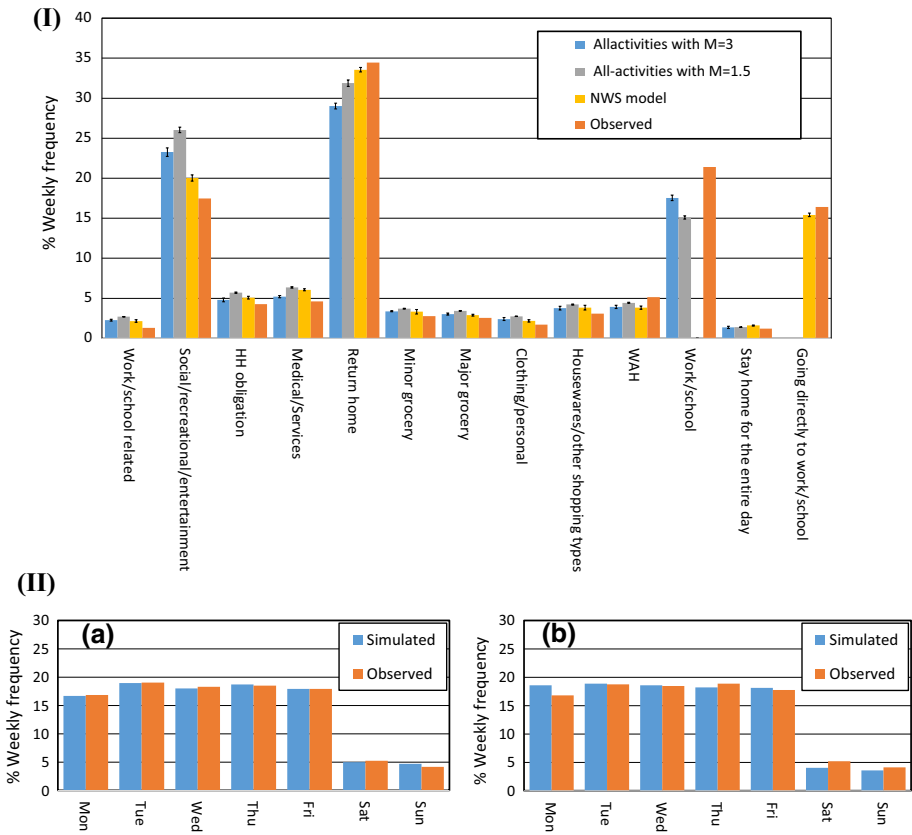 (I)
% Weekly frequency
40
35
30
25
20
15
10
5
0
Allactivities with M=3
All-activities with M=1.5
NWS model
Observed
Work/school related
Social/recreational/entertainment
HH obligation
Medical/Services
Return home
Minor grocery
Major grocery
Clothing/personal
Housewares/other shopping types
WAH
Work/school
Stay home for the entire day
Going directly to work/school
(II)
(a)
% Weekly frequency
30
25
20
15
10
5
0
Simulated
Observed
Mon
Tue
Wed
Thu
Fri
Sat
Sun
(b)
% Weekly frequency
30
25
20
15
10
5
0
Simulated
Observed
Mon
Tue
Wed
Thu
Fri
Sat
Sun